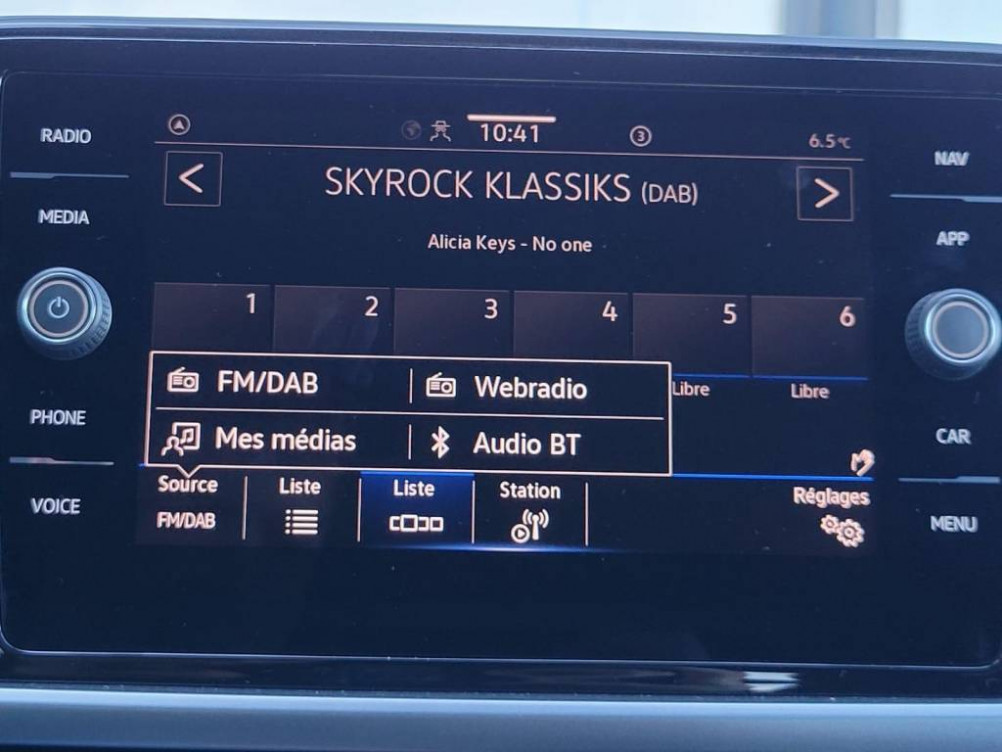 RADIO
MEDIA
PHONE
VOICE
10:41
3
6.5°C
< SKYROCK KLASSIKS (DAB) >
Alicia Keys - No one
1 2 3 4 5 6
FM/DAB Webradio
Libre Libre
Mes médias Audio BT
Source Liste Liste Station Réglages
FM/DAB
NAV
APP
CAR
MENU